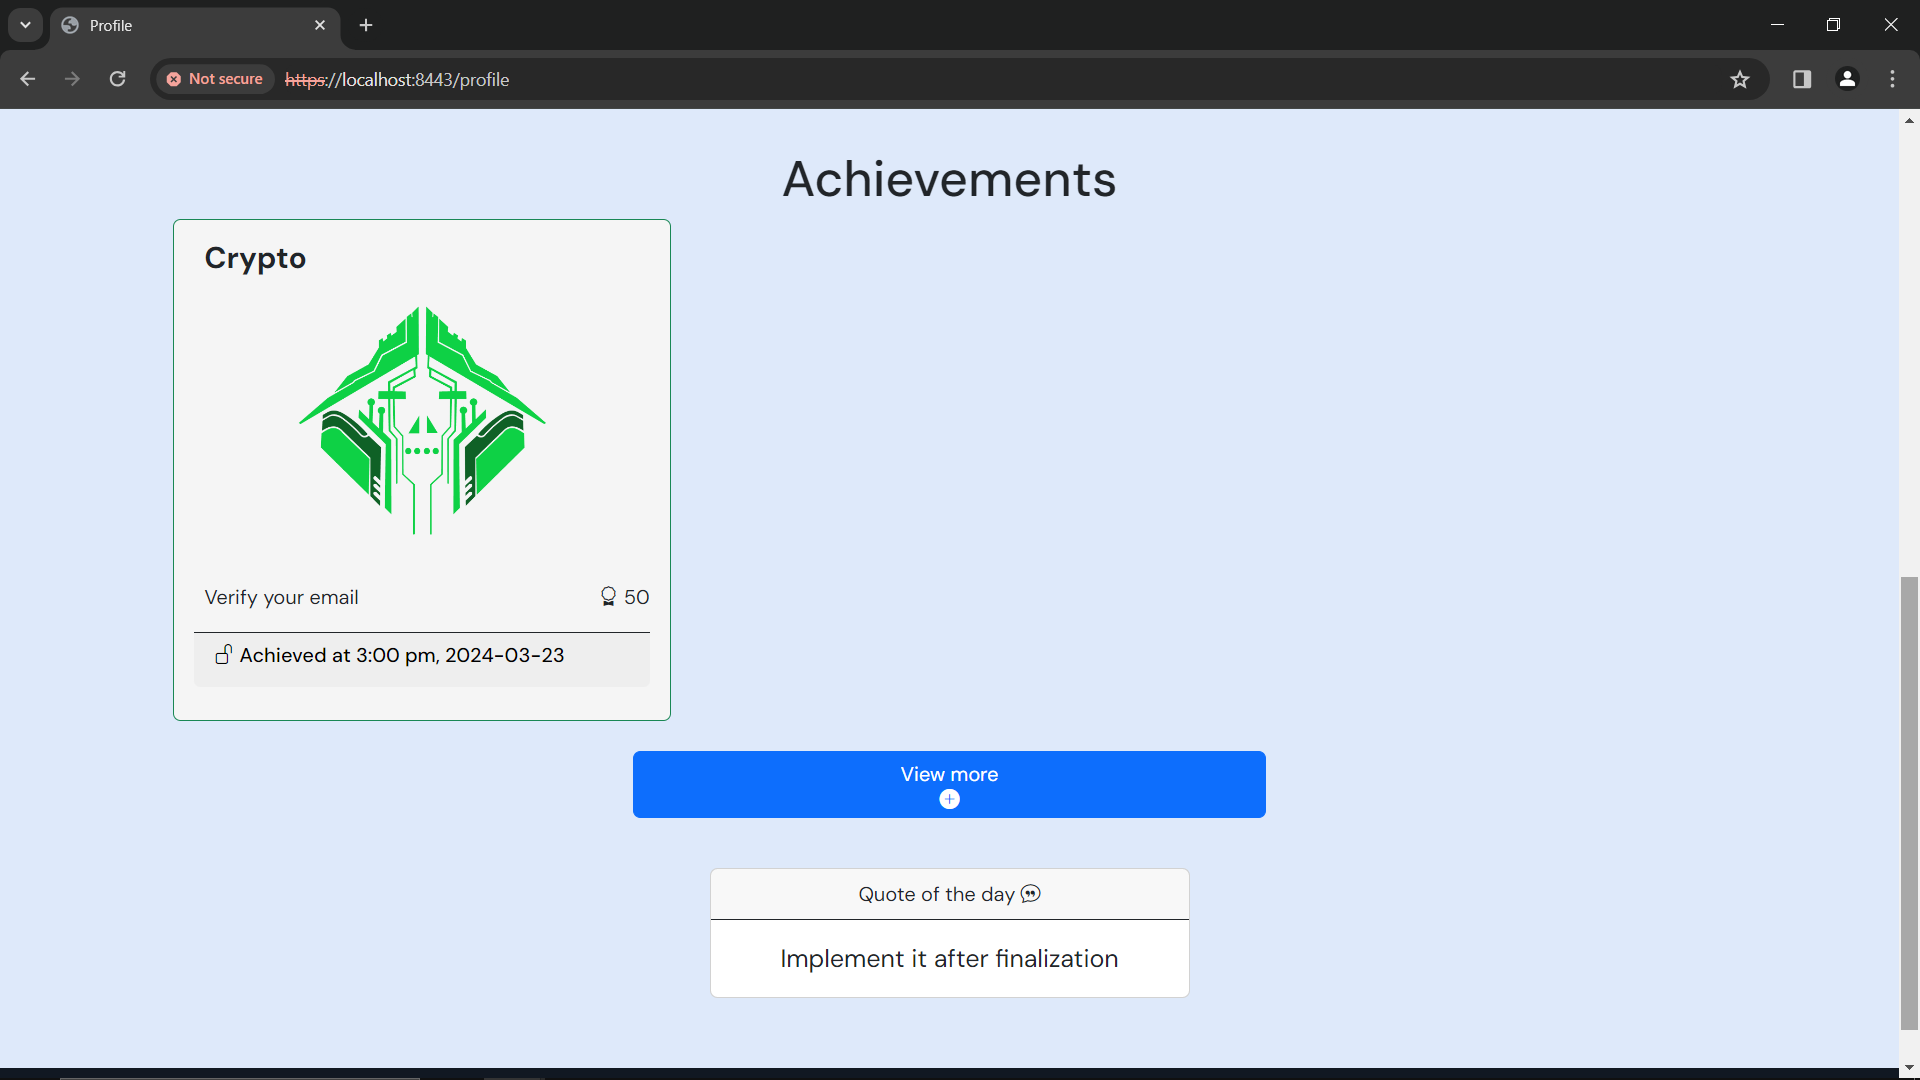 Profile
Not secure https://localhost:8443/profile
Achievements
Crypto
Verify your email 50
Achieved at 3:00 pm, 2024-03-23
View more
Quote of the day
Implement it after finalization